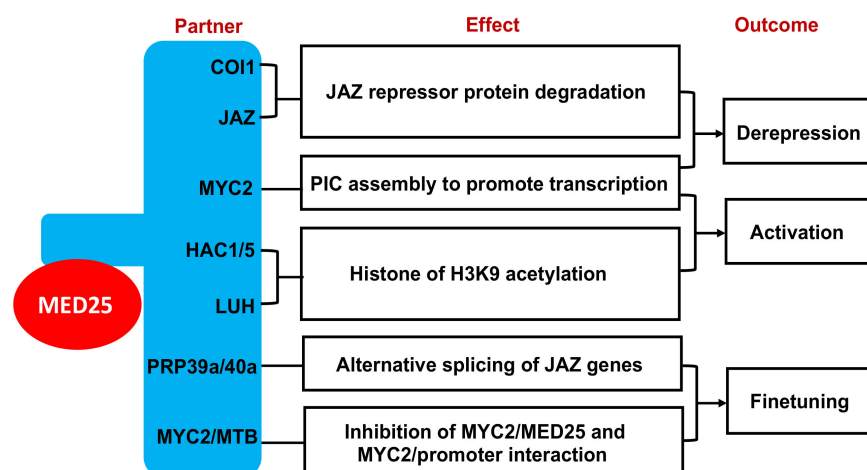 Partner Effect Outcome
COI1
JAZ
JAZ repressor protein degradation
Derepression
MYC2
PIC assembly to promote transcription
Activation
HAC1/5
LUH
Histone of H3K9 acetylation
MED25
PRP39a/40a
Alternative splicing of JAZ genes
Finetuning
MYC2/MTB
Inhibition of MYC2/MED25 and
MYC2/promoter interaction